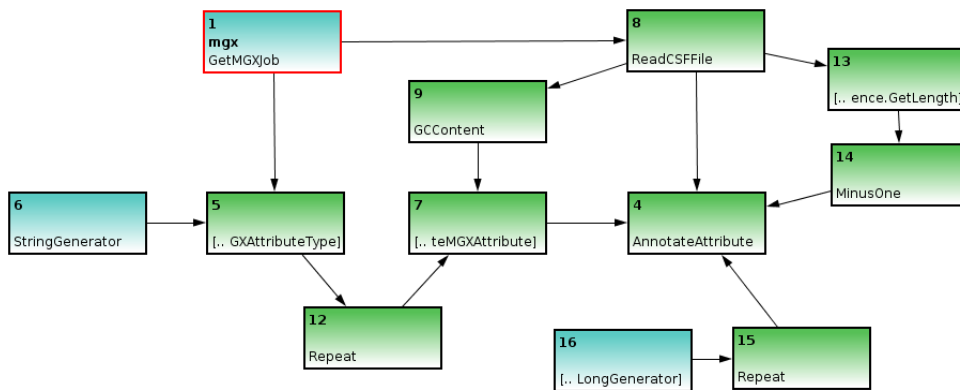 1
mgx
GetMGXJob
8
ReadCSFFile
13
[.. ence.GetLength]
9
GCContent
14
MinusOne
6
StringGenerator
5
[.. GXAttributeType]
7
[.. teMGXAttribute]
4
AnnotateAttribute
12
Repeat
16
[.. LongGenerator]
15
Repeat